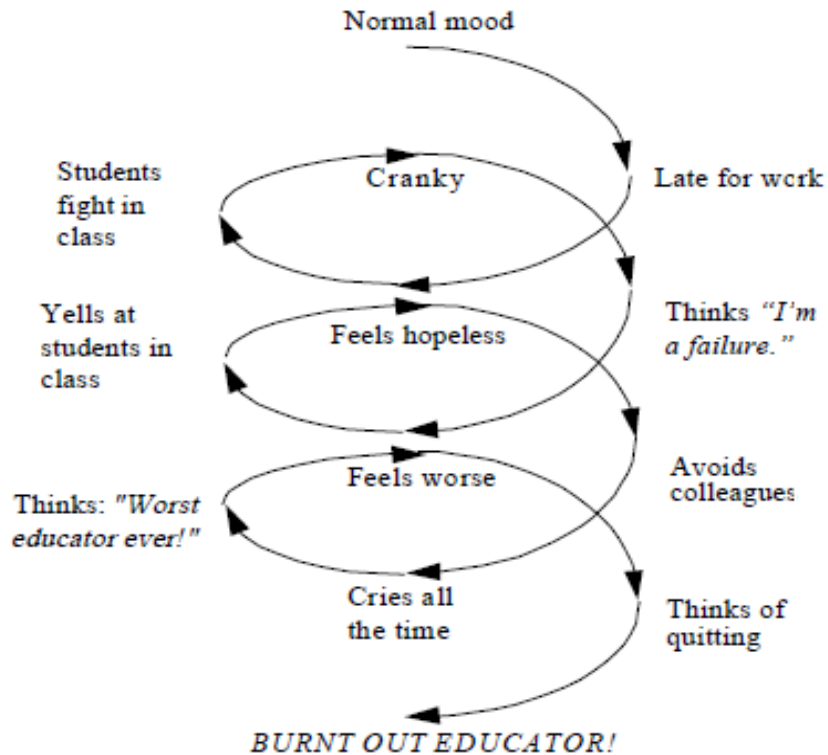 Normal mood
Students
fight in
class
Cranky
Late for work
Yells at
students in
class
Feels hopeless
Thinks “I’m
a failure.”
Feels worse
Avoids
colleagues
Thinks: "Worst
educator ever!"
Cries all
the time
Thinks of
quitting
BURNT OUT EDUCATOR!